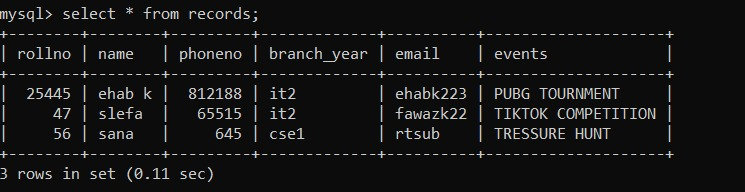 mysql> select * from records;
+--------+--------+---------+-------------+----------+--------------------+
| rollno | name   | phoneno | branch_year | email    | events             |
+--------+--------+---------+-------------+----------+--------------------+
|  25445 | ehab k |  812188 | it2         | ehabk223 | PUBG TOURNMENT     |
|     47 | slefa  |   65515 | it2         | fawazk22 | TIKTOK COMPETITION |
|     56 | sana   |     645 | cse1        | rtsub    | TRESSURE HUNT      |
+--------+--------+---------+-------------+----------+--------------------+
3 rows in set (0.11 sec)